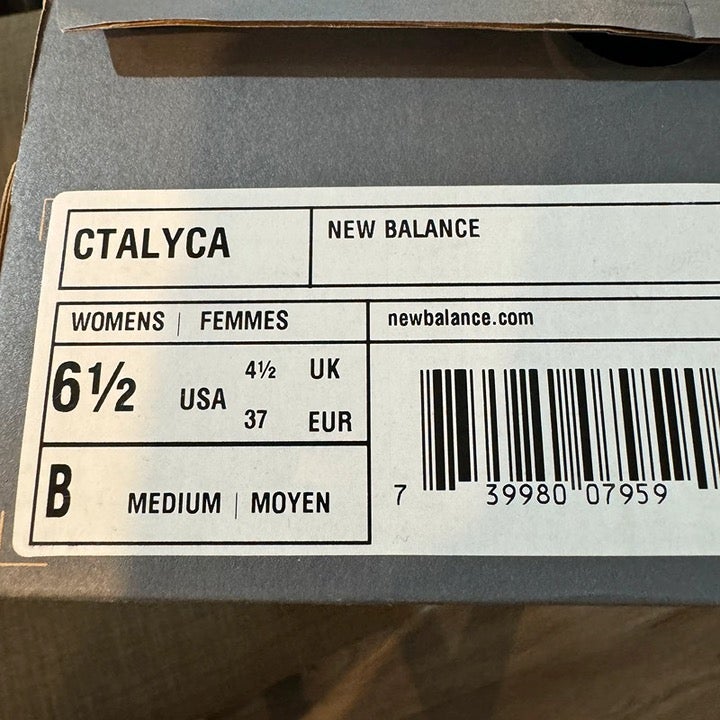 CTALYCA
NEW BALANCE
WOMENS | FEMMES
newbalance.com
6½ USA 4½ UK
37 EUR
B MEDIUM | MOYEN
7 39980 07959